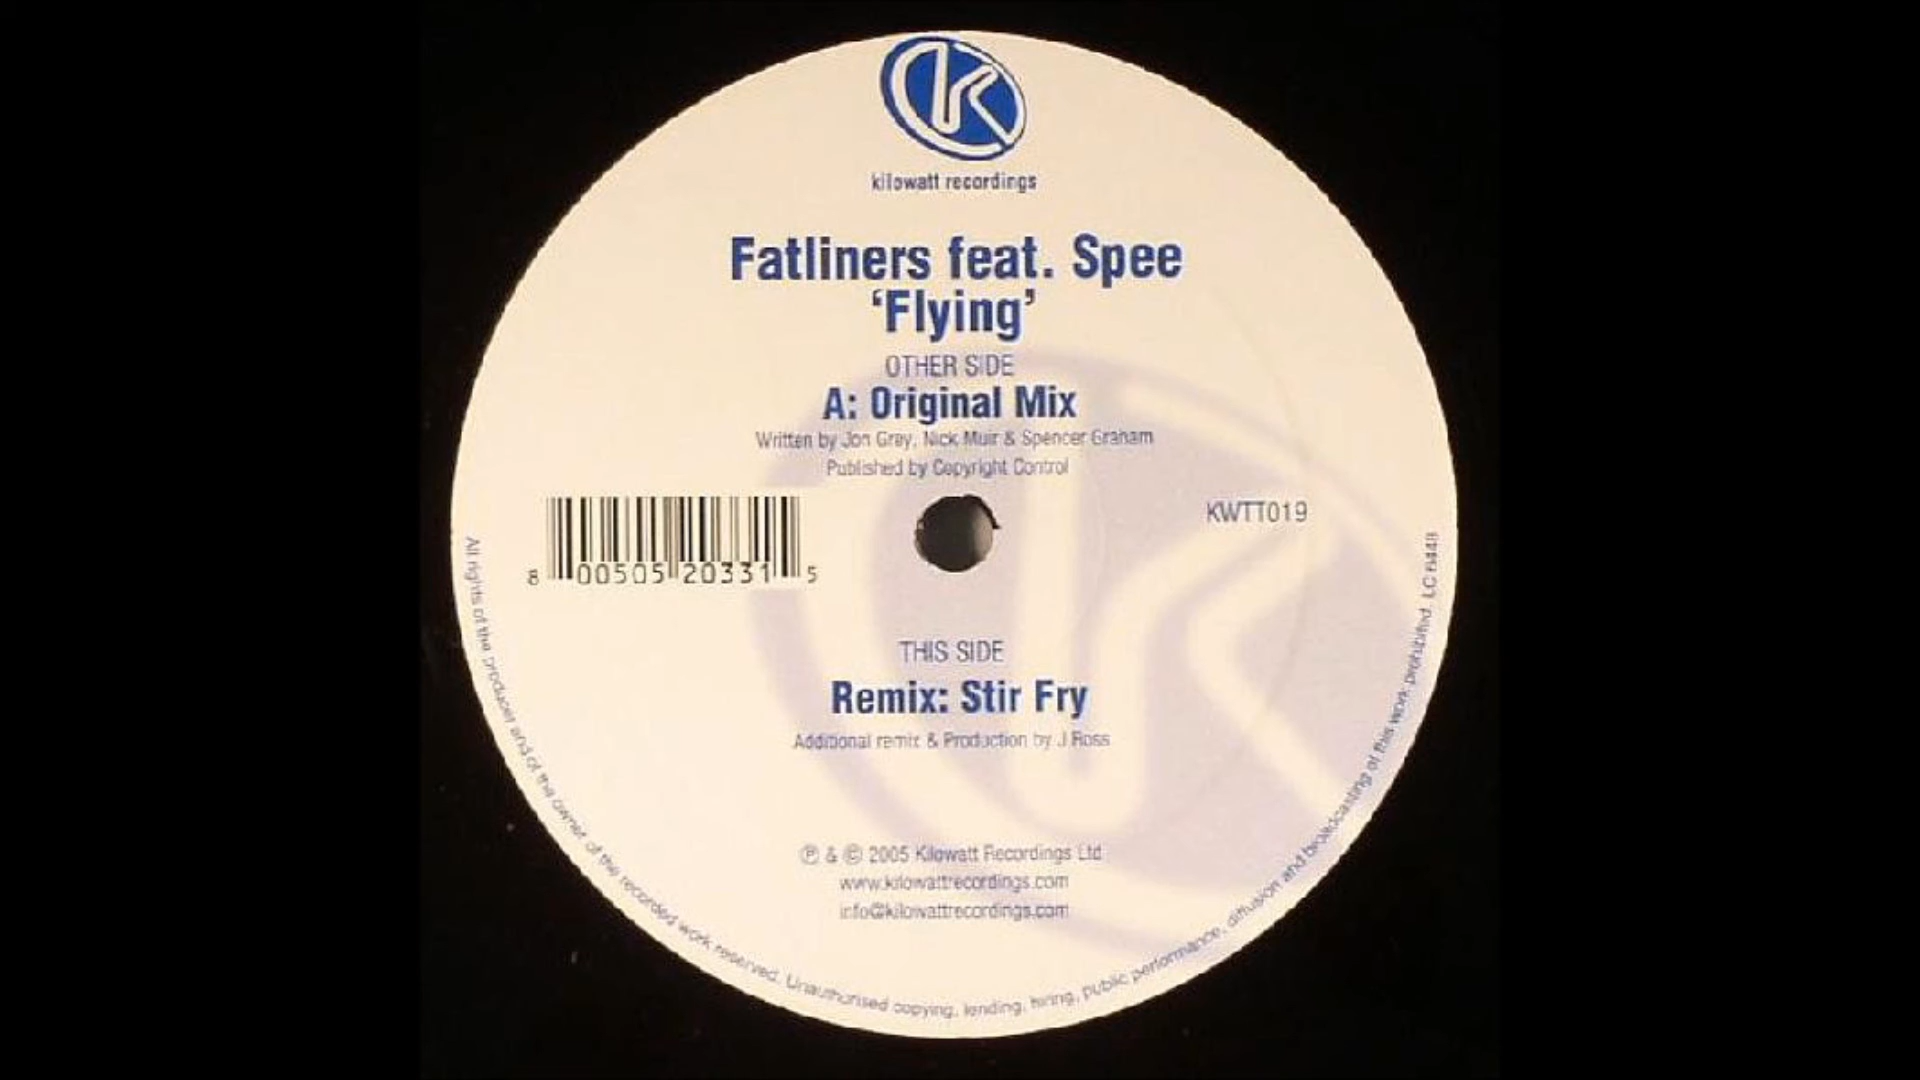 kilowatt recordings
Fatliners feat. Spee
‘Flying’
OTHER SIDE
A: Original Mix
Written by Jon Gray, Nick Muir & Spencer Graham
Published by Copyright Control
KWTT019
8 00505 20331 5
THIS SIDE
Remix: Stir Fry
Additional remix & Production by J Ross
℗ & © 2005 Kilowatt Recordings Ltd
www.kilowattrecordings.com
info@kilowattrecordings.com
All rights of the producer and of the owner of the recorded work reserved. Unauthorised copying, lending, hiring, public performance, diffusion and broadcasting of this work prohibited. LC 6448